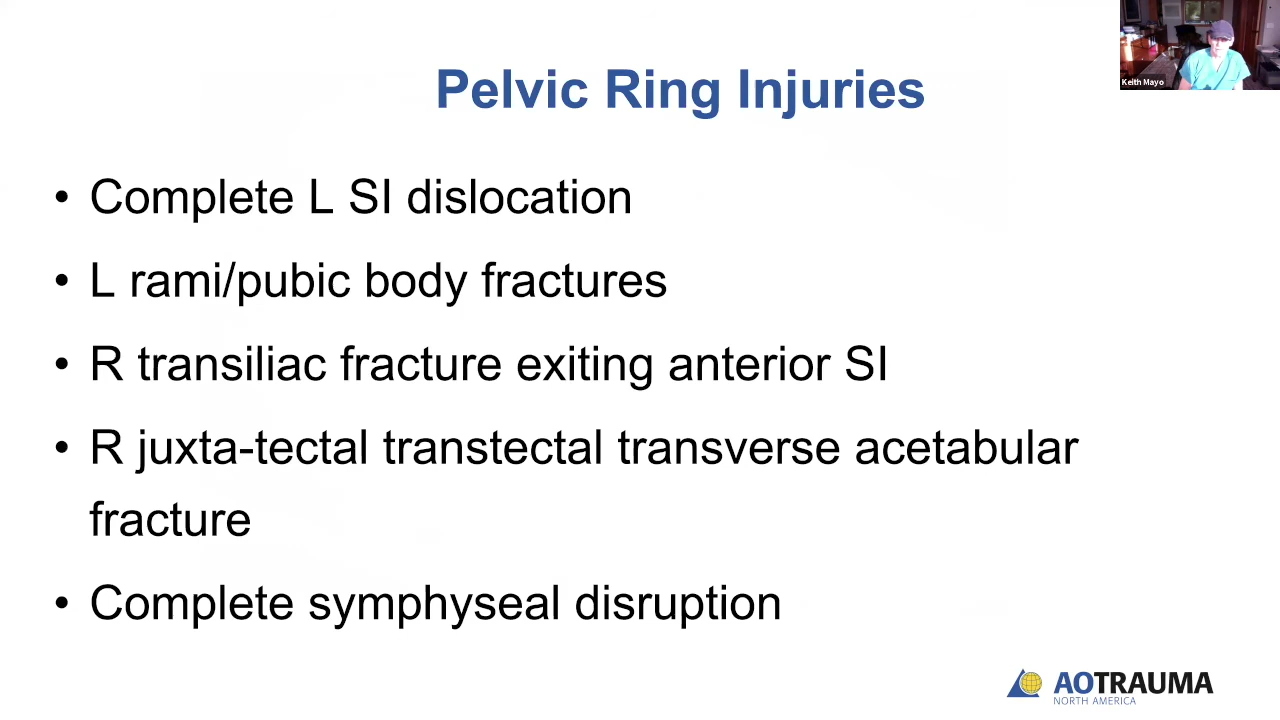 Pelvic Ring Injuries
Keith Mayo
• Complete L SI dislocation
• L rami/pubic body fractures
• R transiliac fracture exiting anterior SI
• R juxta-tectal transtectal transverse acetabular
fracture
• Complete symphyseal disruption
AOTRAUMA
NORTH AMERICA